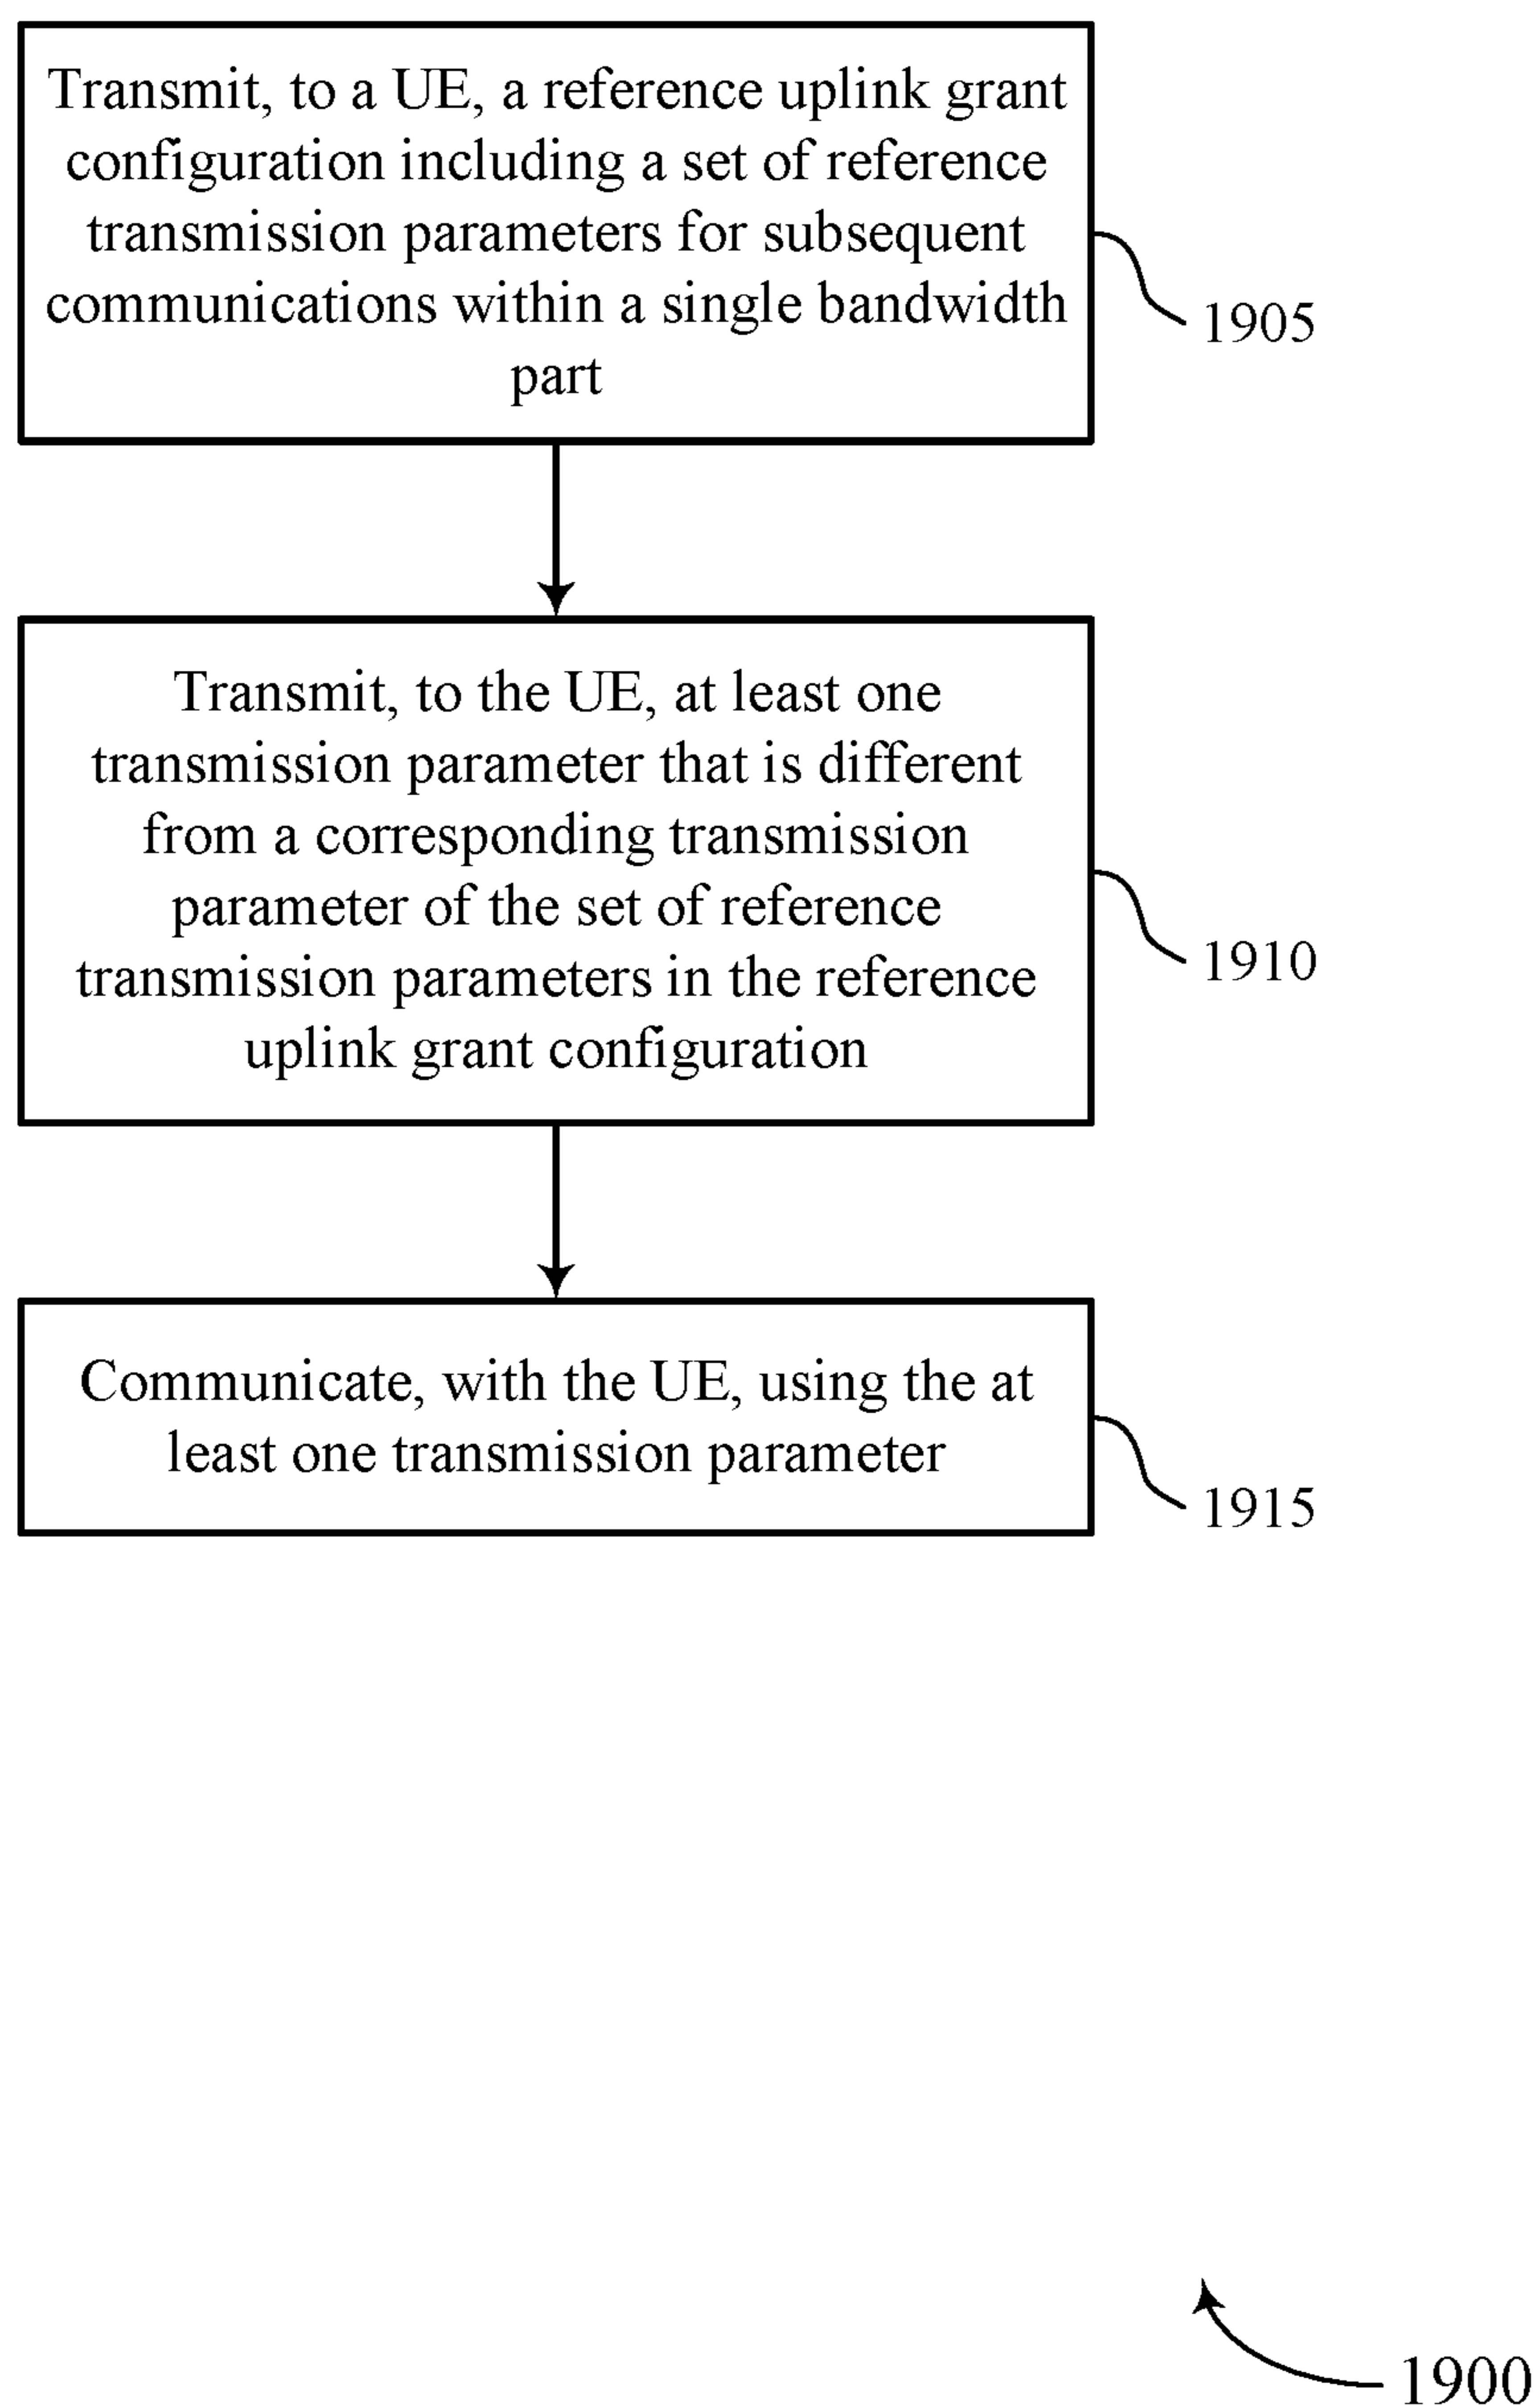 Transmit, to a UE, a reference uplink grant
configuration including a set of reference
transmission parameters for subsequent
communications within a single bandwidth
part
1905
Transmit, to the UE, at least one
transmission parameter that is different
from a corresponding transmission
parameter of the set of reference
transmission parameters in the reference
uplink grant configuration
1910
Communicate, with the UE, using the at
least one transmission parameter
1915
1900